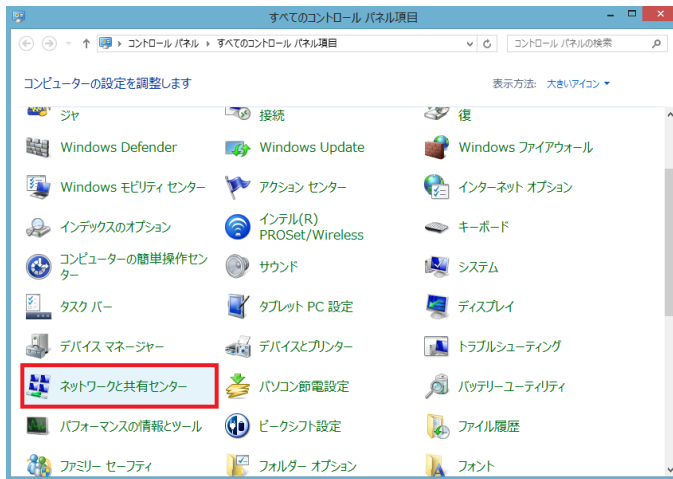 すべてのコントロール パネル項目
コントロール パネル ▸ すべてのコントロール パネル項目
コントロール パネルの検索
コンピューターの設定を調整します
表示方法: 大きいアイコン
ジャ
接続
復
Windows Defender
Windows Update
Windows ファイアウォール
Windows モビリティ センター
アクション センター
インターネット オプション
インデックスのオプション
インテル(R)
PROSet/Wireless
キーボード
コンピューターの簡単操作セン
ター
サウンド
システム
タスク バー
タブレット PC 設定
ディスプレイ
デバイス マネージャー
デバイスとプリンター
トラブルシューティング
ネットワークと共有センター
パソコン節電設定
バッテリーユーティリティ
パフォーマンスの情報とツール
ピークシフト設定
ファイル履歴
ファミリー セーフティ
フォルダー オプション
フォント